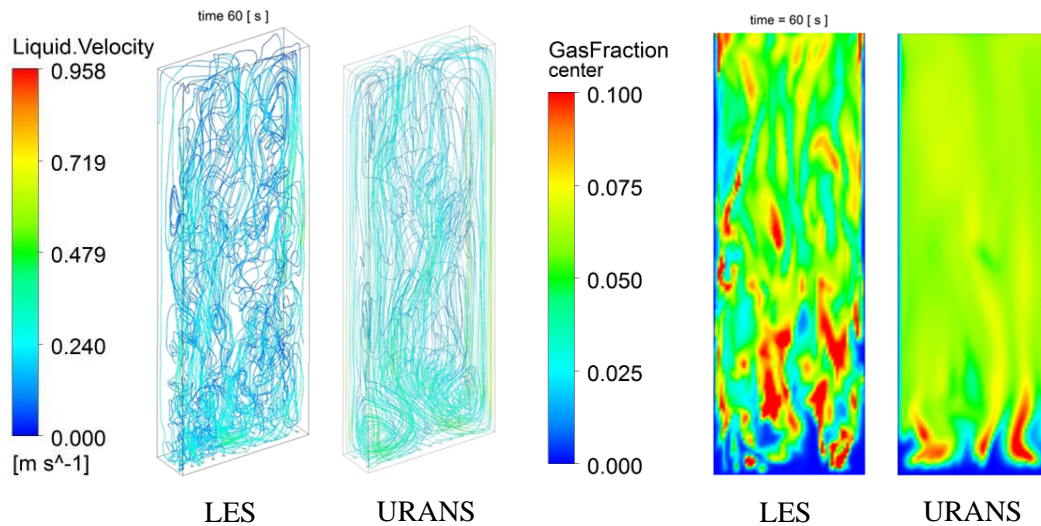 time 60 [ s ]
Liquid.Velocity
0.958
0.719
0.479
0.240
0.000
[m s^-1]
LES
URANS
time = 60 [ s ]
GasFraction
center
0.100
0.075
0.050
0.025
0.000
LES
URANS